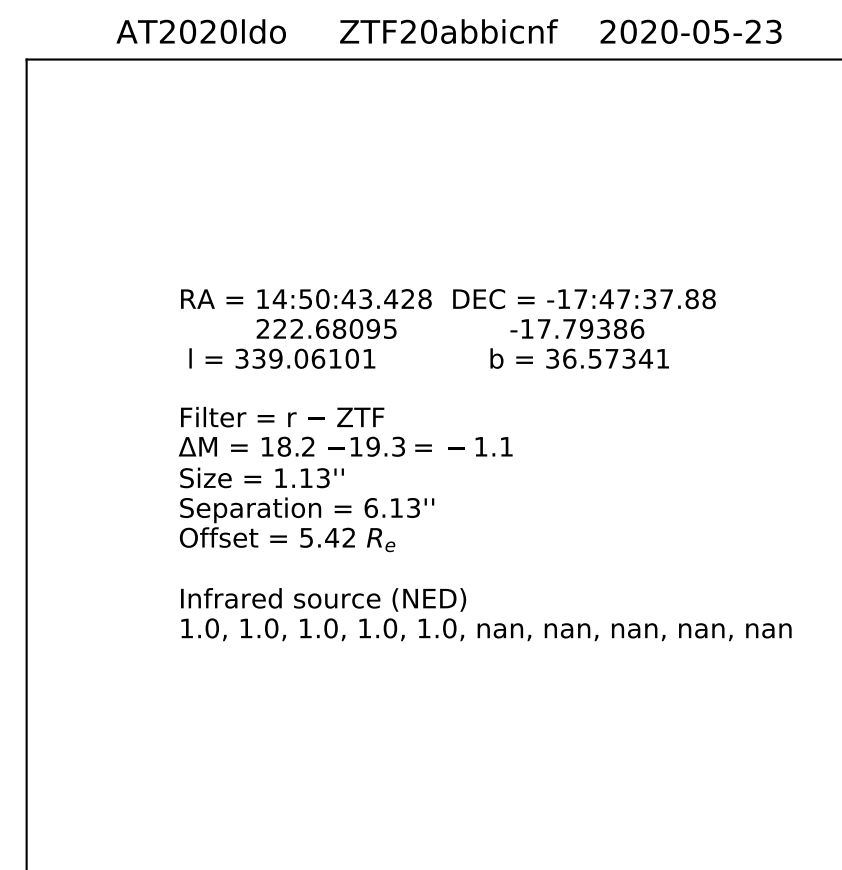 AT2020ldo ZTF20abbicnf 2020-05-23
RA = 14:50:43.428 DEC = -17:47:37.88
222.68095 -17.79386
l = 339.06101 b = 36.57341
Filter = r − ZTF
ΔM = 18.2 −19.3 = − 1.1
Size = 1.13''
Separation = 6.13''
Offset = 5.42 Re
Infrared source (NED)
1.0, 1.0, 1.0, 1.0, 1.0, nan, nan, nan, nan, nan